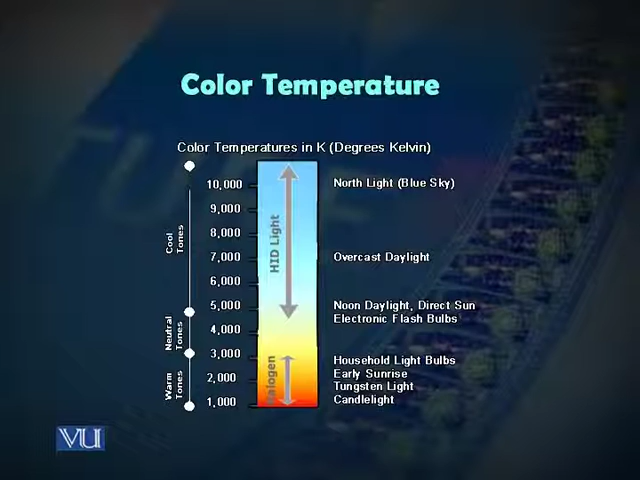 Color Temperature
Color Temperatures in K (Degrees Kelvin)
10,000
North Light (Blue Sky)
9,000
8,000
Cool
Tones
HID Light
7,000
Overcast Daylight
6,000
5,000
Noon Daylight, Direct Sun
Electronic Flash Bulbs
Neutral
Tones
4,000
3,000
Household Light Bulbs
Early Sunrise
Warm
Tones
Halogen
2,000
Tungsten Light
1,000
Candlelight
VU